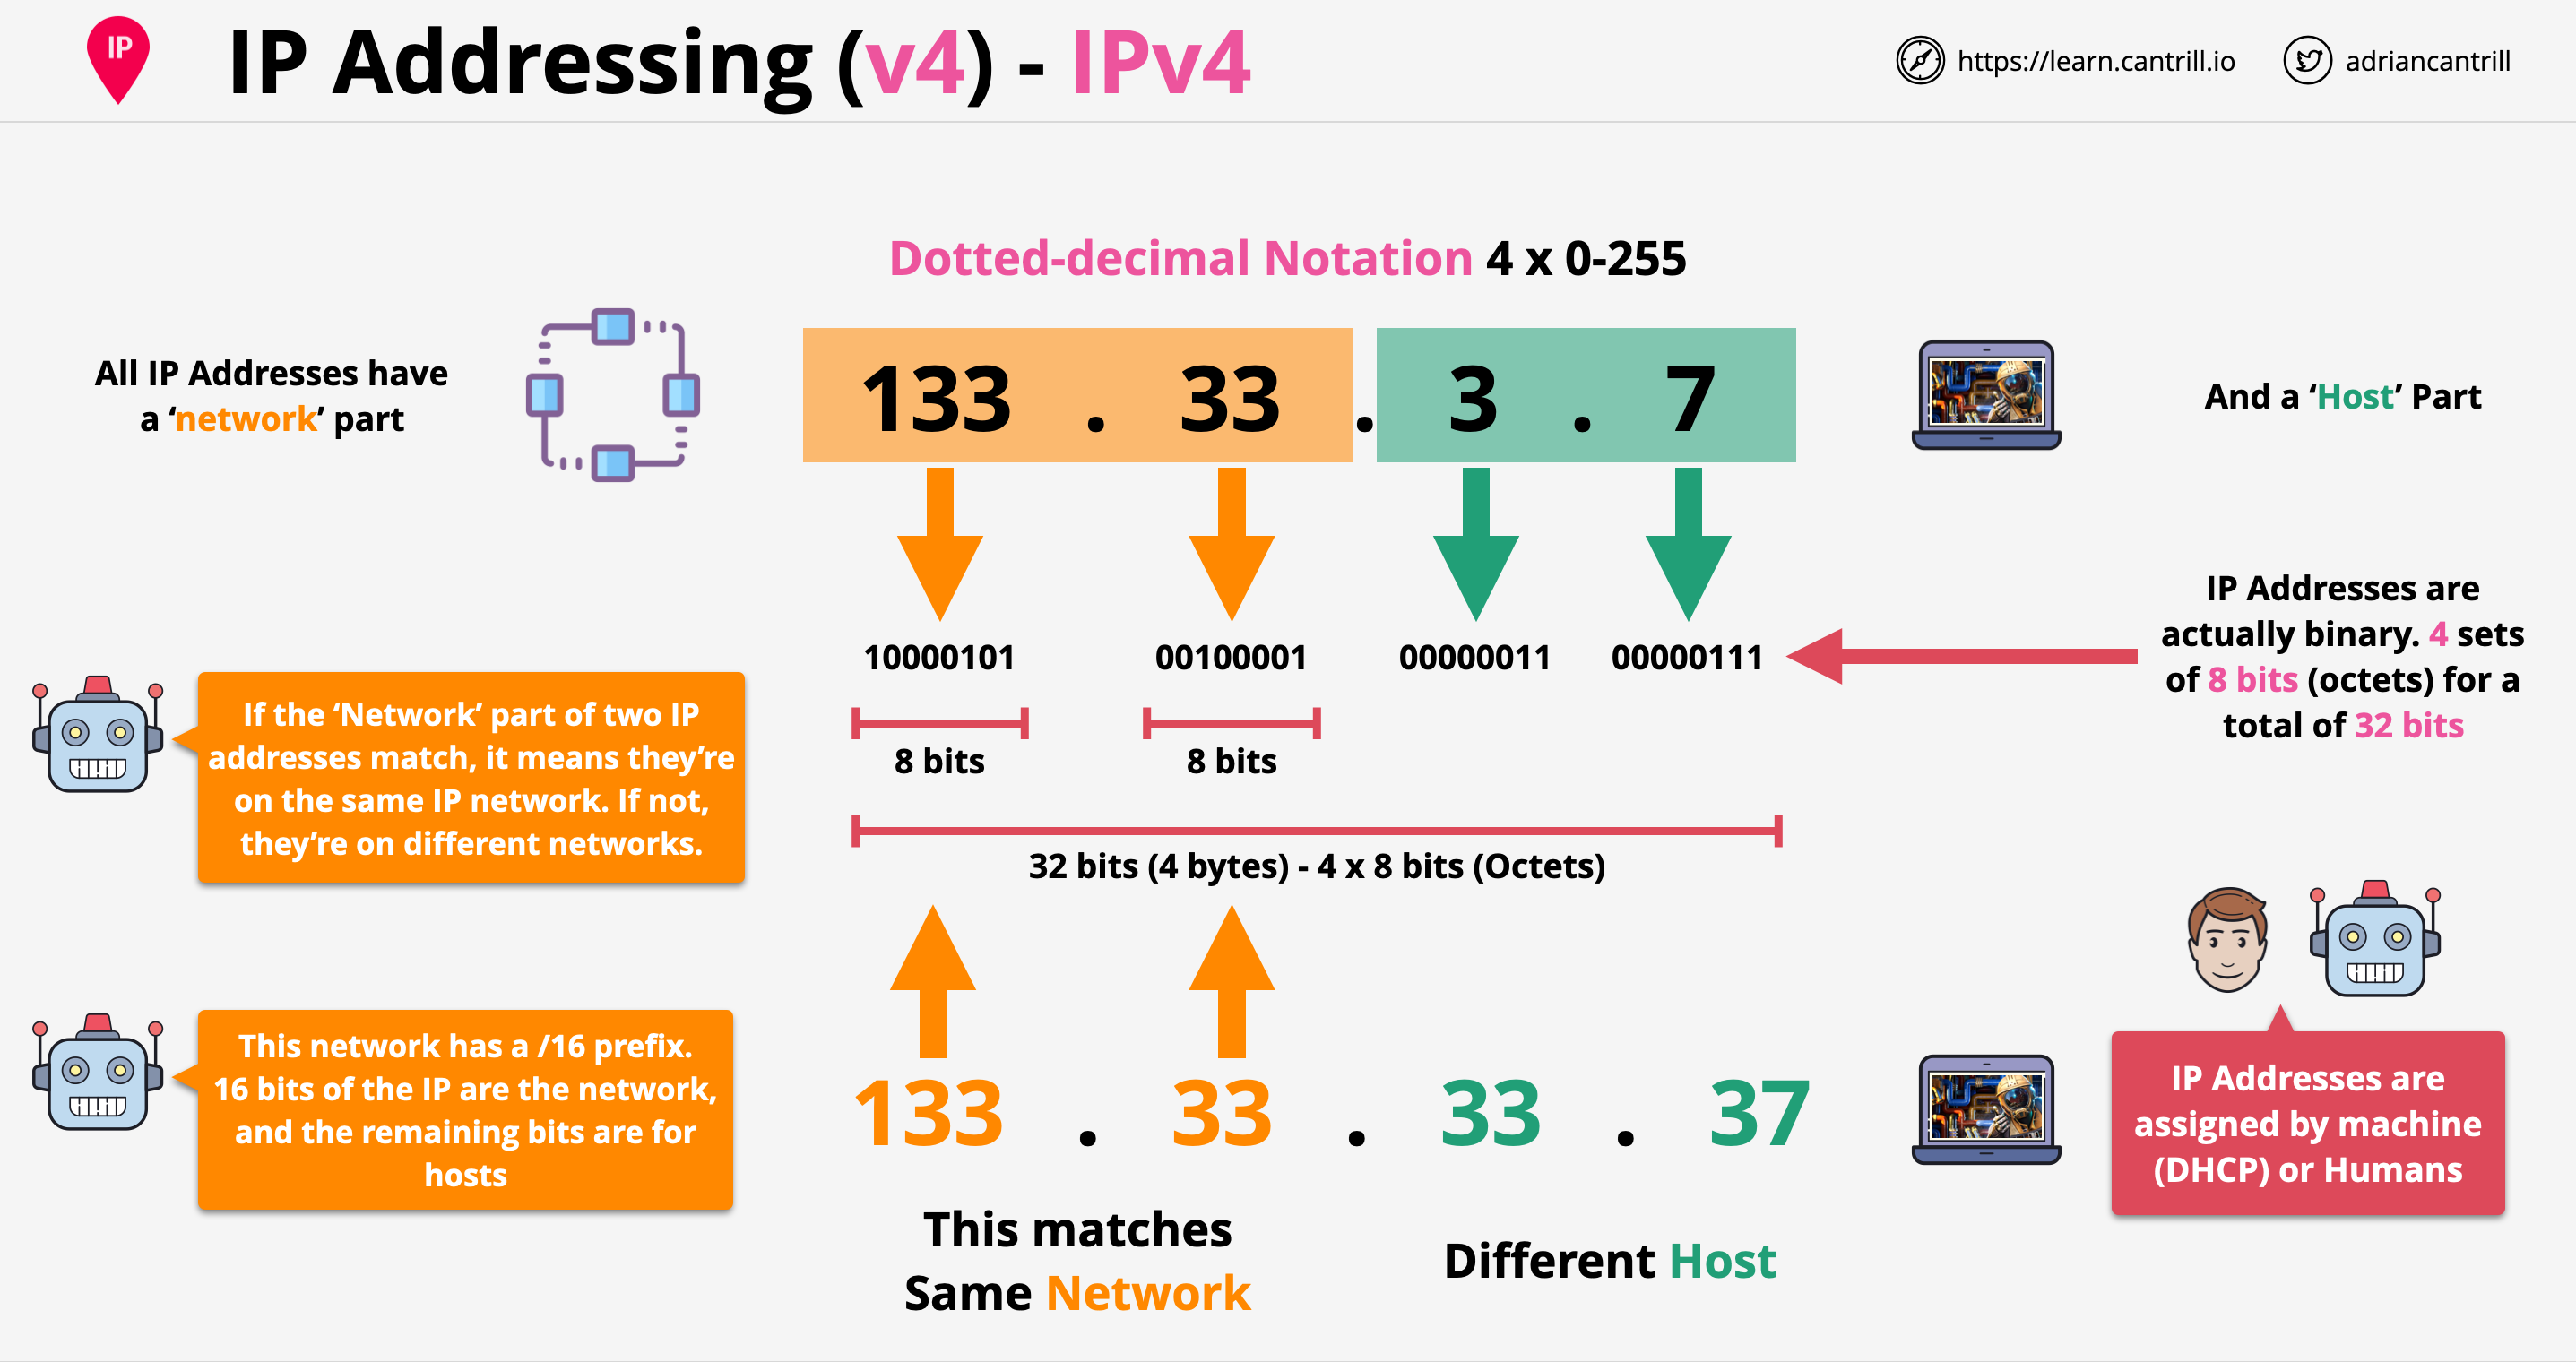 IP
IP Addressing (v4) - IPv4
https://learn.cantrill.io
adriancantrill
Dotted-decimal Notation 4 x 0-255
All IP Addresses have
a ‘network’ part
133 . 33 . 3 . 7
And a ‘Host’ Part
10000101 00100001 00000011 00000111
IP Addresses are
actually binary. 4 sets
of 8 bits (octets) for a
total of 32 bits
If the ‘Network’ part of two IP
addresses match, it means they’re
on the same IP network. If not,
they’re on different networks.
8 bits
8 bits
32 bits (4 bytes) - 4 x 8 bits (Octets)
This network has a /16 prefix.
16 bits of the IP are the network,
and the remaining bits are for
hosts
133 . 33 . 33 . 37
IP Addresses are
assigned by machine
(DHCP) or Humans
This matches
Same Network
Different Host